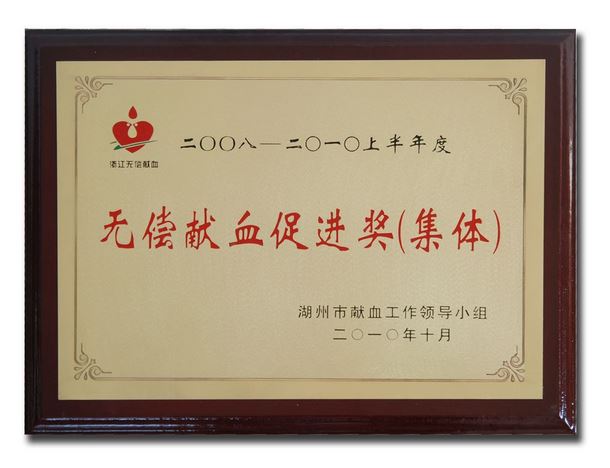 二〇〇八—二〇一〇上半年度
浙江无偿献血
无偿献血促进奖(集体)
湖州市献血工作领导小组
二〇一〇年十月